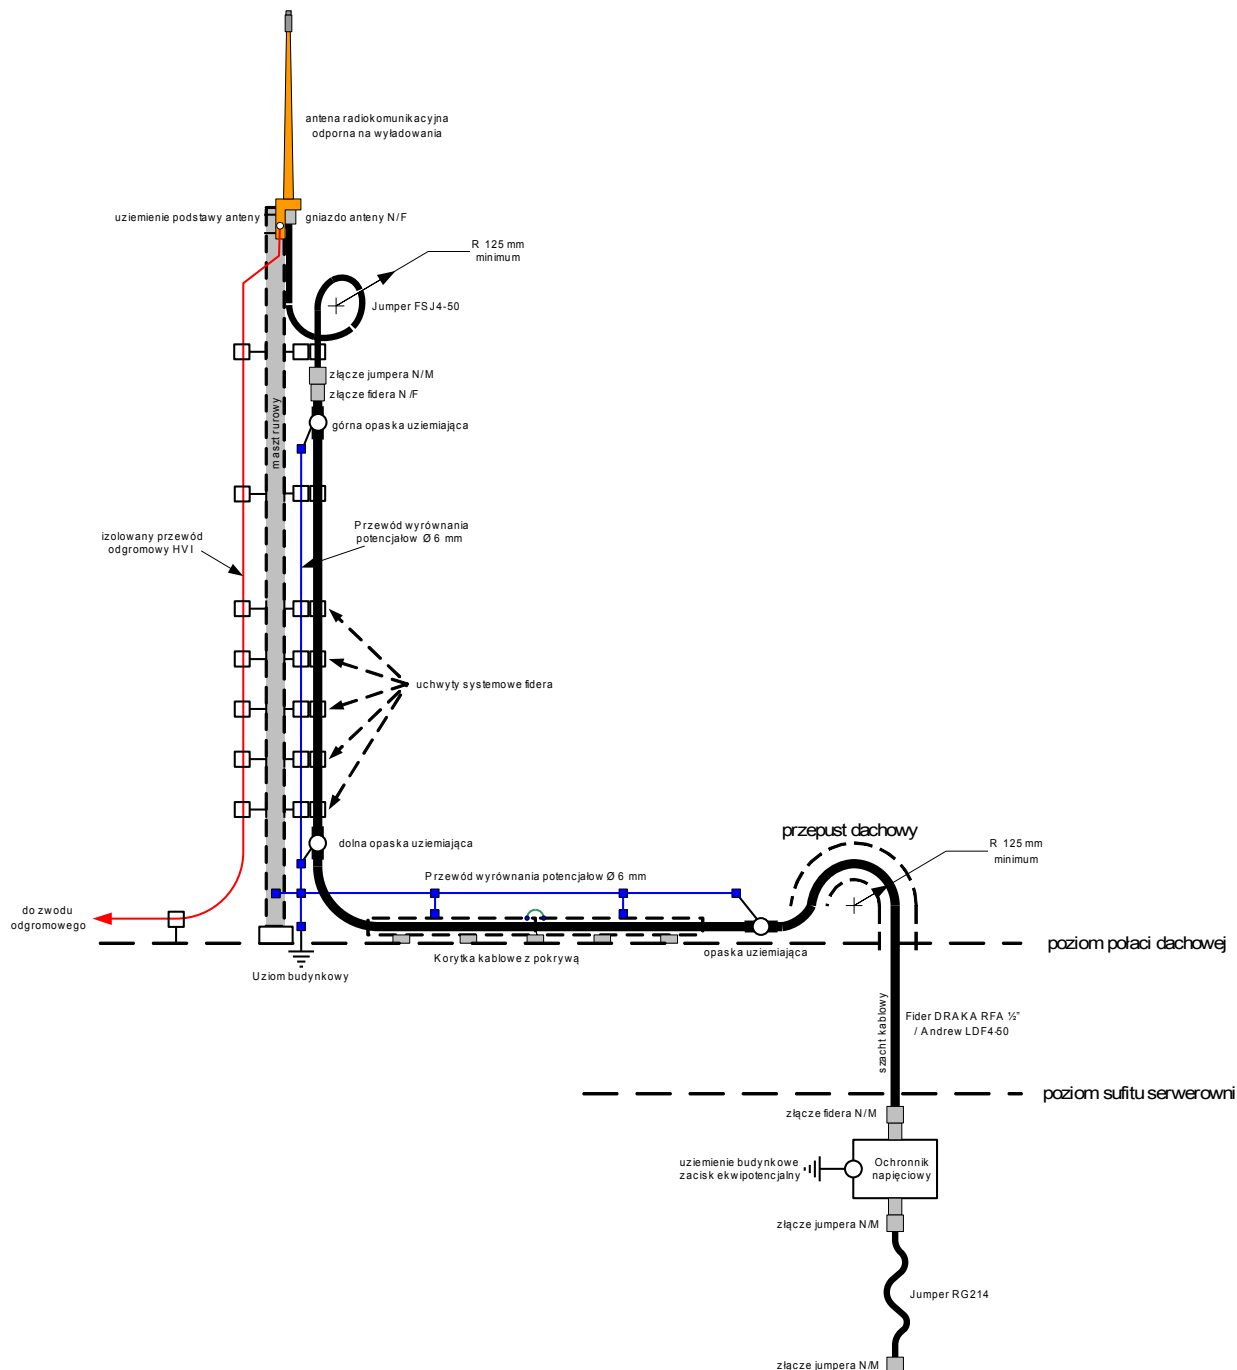 antena radiokomunikacyjna
odporna na wyładowania
uziemienie podstawy anteny
gniazdo anteny N/F
R 125 mm
minimum
Jumper FSJ4-50
złącze jumpera N/M
złącze fidera N/F
maszt rurowy
górna opaska uziemiająca
izolowany przewód
odgromowy HVI
Przewód wyrównania
potencjałów Ø 6 mm
uchwyty systemowe fidera
przepust dachowy
dolna opaska uziemiająca
R 125 mm
minimum
Przewód wyrównania potencjałów Ø 6 mm
do zwodu
odgromowego
poziom połaci dachowej
opaska uziemiająca
Korytka kablowe z pokrywą
Uziom budynkowy
szacht kablowy
Fider DRAKA RFA ½”
/ Andrew LDF4-50
poziom sufitu serwerowni
złącze fidera N/M
uziemienie budynkowe
zacisk ekwipotencjalny
Ochronnik
napięciowy
złącze jumpera N/M
Jumper RG214
złącze jumpera N/M